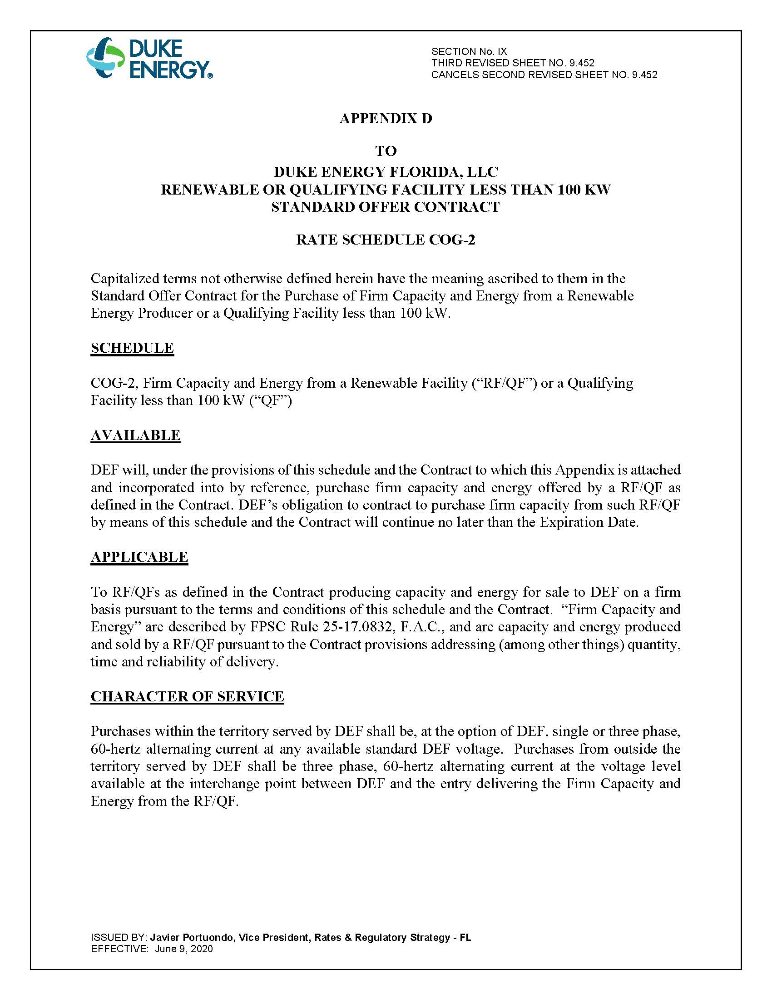 DUKE
ENERGY®
SECTION No. IX
THIRD REVISED SHEET NO. 9.452
CANCELS SECOND REVISED SHEET NO. 9.452
APPENDIX D
TO
DUKE ENERGY FLORIDA, LLC
RENEWABLE OR QUALIFYING FACILITY LESS THAN 100 KW
STANDARD OFFER CONTRACT
RATE SCHEDULE COG-2
Capitalized terms not otherwise defined herein have the meaning ascribed to them in the
Standard Offer Contract for the Purchase of Firm Capacity and Energy from a Renewable
Energy Producer or a Qualifying Facility less than 100 kW.
SCHEDULE
COG-2, Firm Capacity and Energy from a Renewable Facility (“RF/QF”) or a Qualifying
Facility less than 100 kW (“QF”)
AVAILABLE
DEF will, under the provisions of this schedule and the Contract to which this Appendix is attached
and incorporated into by reference, purchase firm capacity and energy offered by a RF/QF as
defined in the Contract. DEF’s obligation to contract to purchase firm capacity from such RF/QF
by means of this schedule and the Contract will continue no later than the Expiration Date.
APPLICABLE
To RF/QFs as defined in the Contract producing capacity and energy for sale to DEF on a firm
basis pursuant to the terms and conditions of this schedule and the Contract.  “Firm Capacity and
Energy” are described by FPSC Rule 25-17.0832, F.A.C., and are capacity and energy produced
and sold by a RF/QF pursuant to the Contract provisions addressing (among other things) quantity,
time and reliability of delivery.
CHARACTER OF SERVICE
Purchases within the territory served by DEF shall be, at the option of DEF, single or three phase,
60-hertz alternating current at any available standard DEF voltage.  Purchases from outside the
territory served by DEF shall be three phase, 60-hertz alternating current at the voltage level
available at the interchange point between DEF and the entry delivering the Firm Capacity and
Energy from the RF/QF.
ISSUED BY: Javier Portuondo, Vice President, Rates & Regulatory Strategy - FL
EFFECTIVE:  June 9, 2020